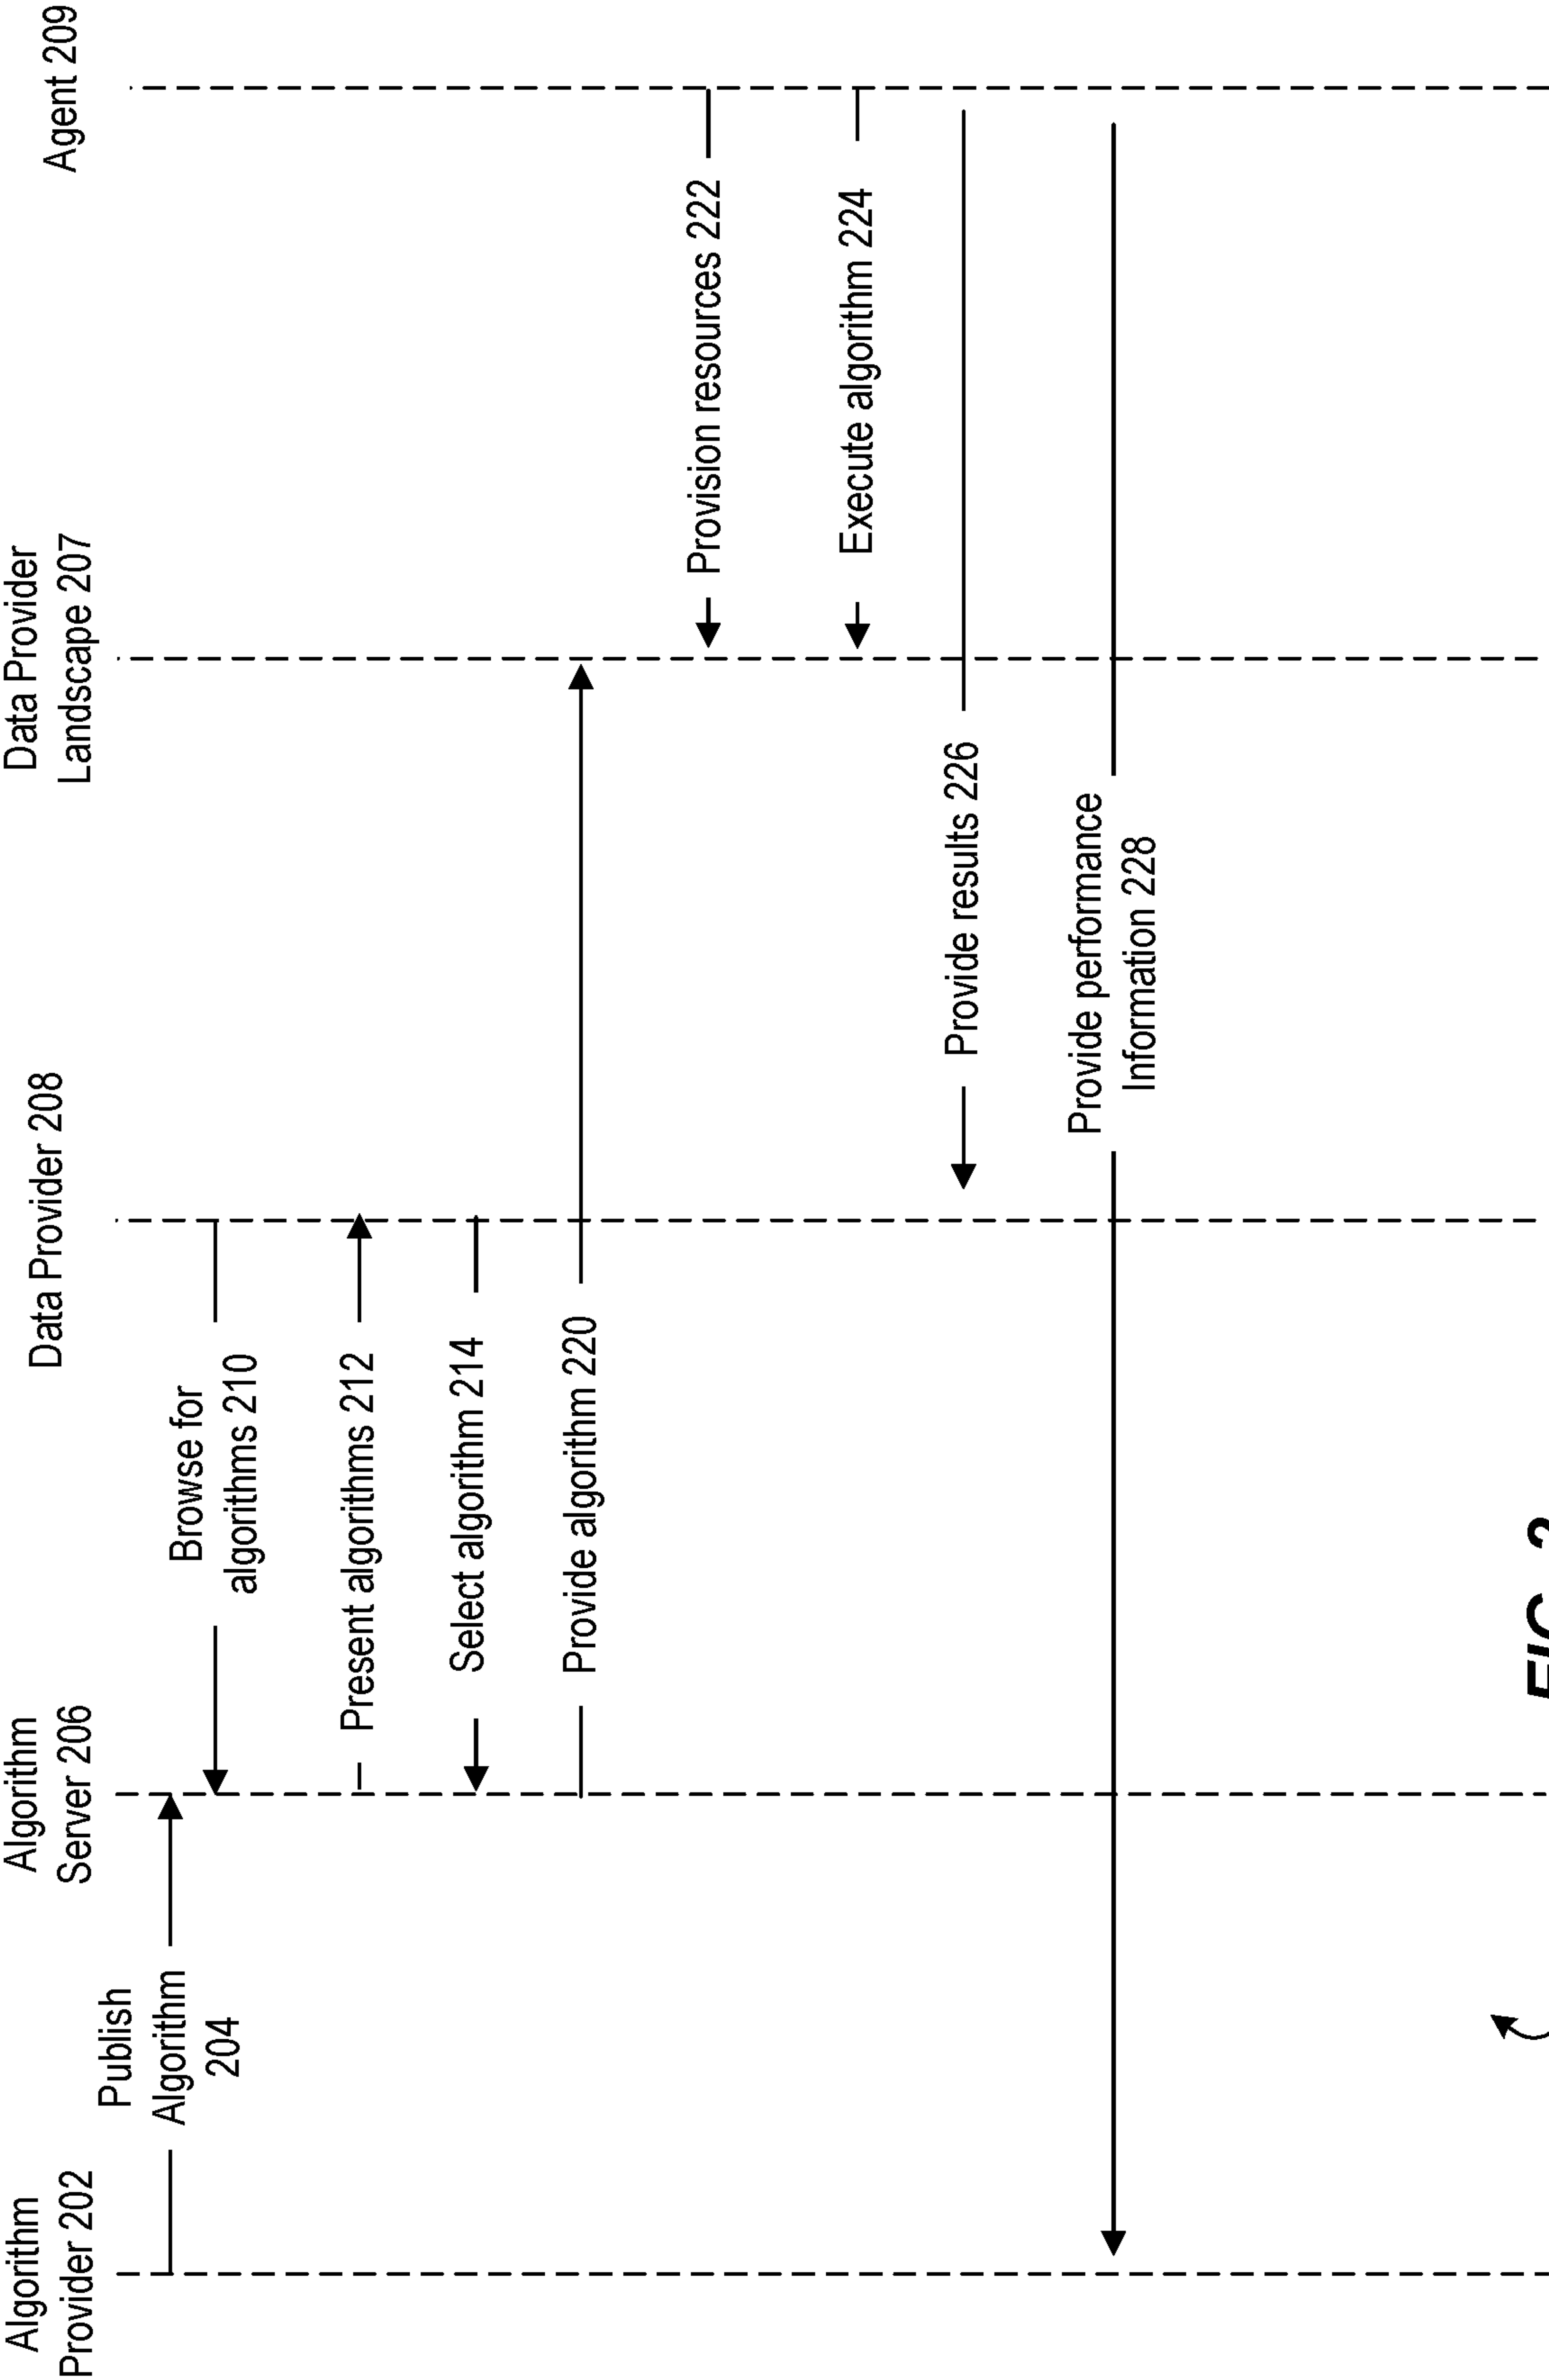 Algorithm
Provider 202
Algorithm
Server 206
Data Provider 208
Data Provider
Landscape 207
Agent 209
Publish
Algorithm
204
Browse for
algorithms 210
Present algorithms 212
Select algorithm 214
Provide algorithm 220
Provision resources 222
Execute algorithm 224
Provide results 226
Provide performance
Information 228
FIG. 2